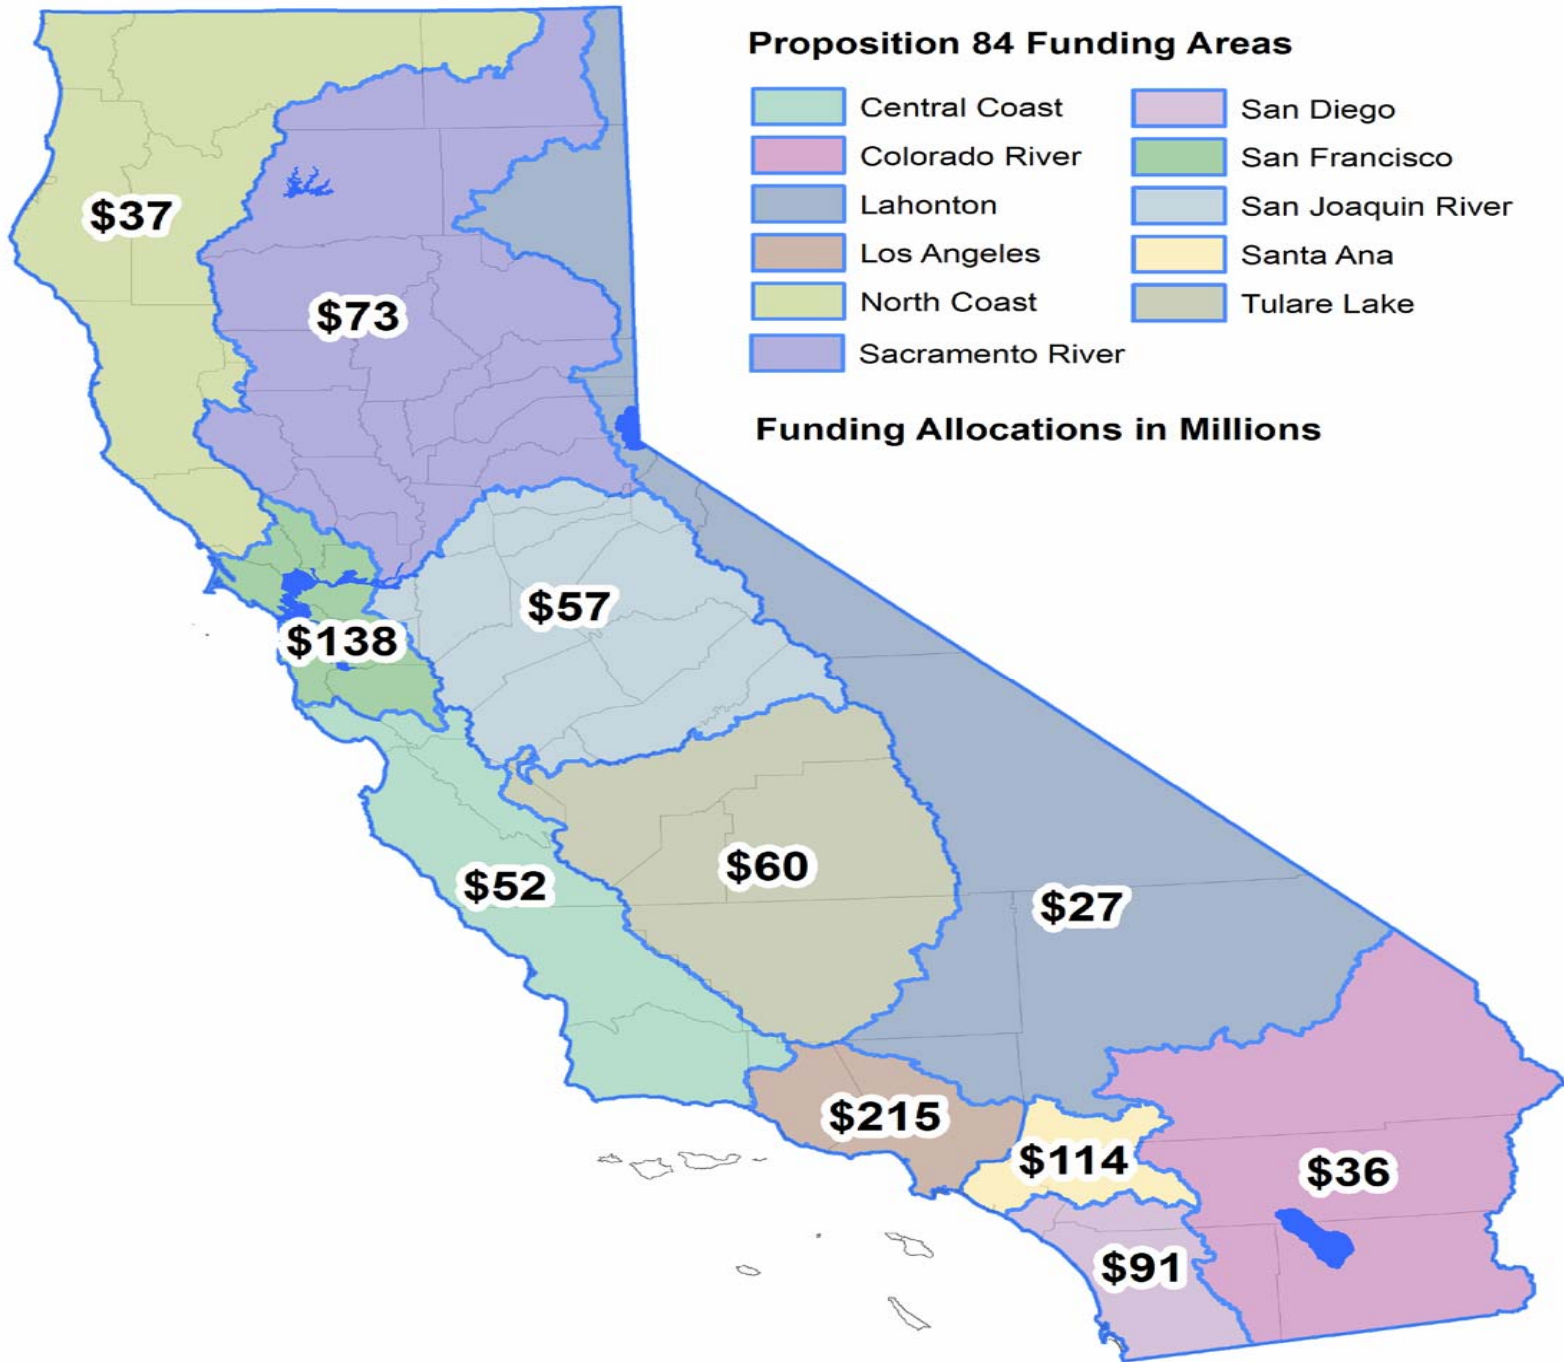 Proposition 84 Funding Areas
Central Coast
Colorado River
Lahonton
Los Angeles
North Coast
Sacramento River
San Diego
San Francisco
San Joaquin River
Santa Ana
Tulare Lake
Funding Allocations in Millions
$37
$73
$57
$138
$60
$52
$27
$215
$114
$36
$91